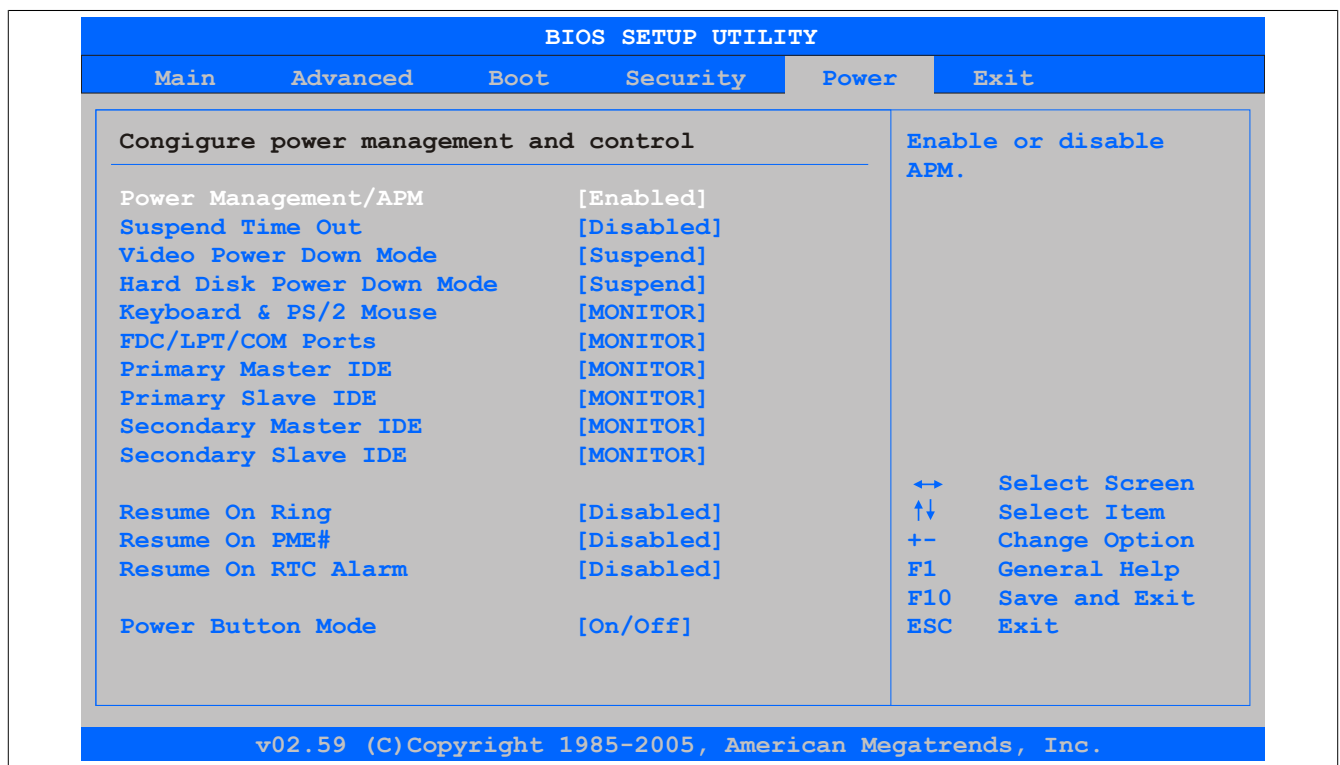 BIOS SETUP UTILITY
Main Advanced Boot Security Power Exit
Congigure power management and control
Power Management/APM [Enabled]
Suspend Time Out [Disabled]
Video Power Down Mode [Suspend]
Hard Disk Power Down Mode [Suspend]
Keyboard & PS/2 Mouse [MONITOR]
FDC/LPT/COM Ports [MONITOR]
Primary Master IDE [MONITOR]
Primary Slave IDE [MONITOR]
Secondary Master IDE [MONITOR]
Secondary Slave IDE [MONITOR]
Resume On Ring [Disabled]
Resume On PME# [Disabled]
Resume On RTC Alarm [Disabled]
Power Button Mode [On/Off]
Enable or disable
APM.
←→ Select Screen
↑↓ Select Item
+- Change Option
F1 General Help
F10 Save and Exit
ESC Exit
v02.59 (C)Copyright 1985-2005, American Megatrends, Inc.